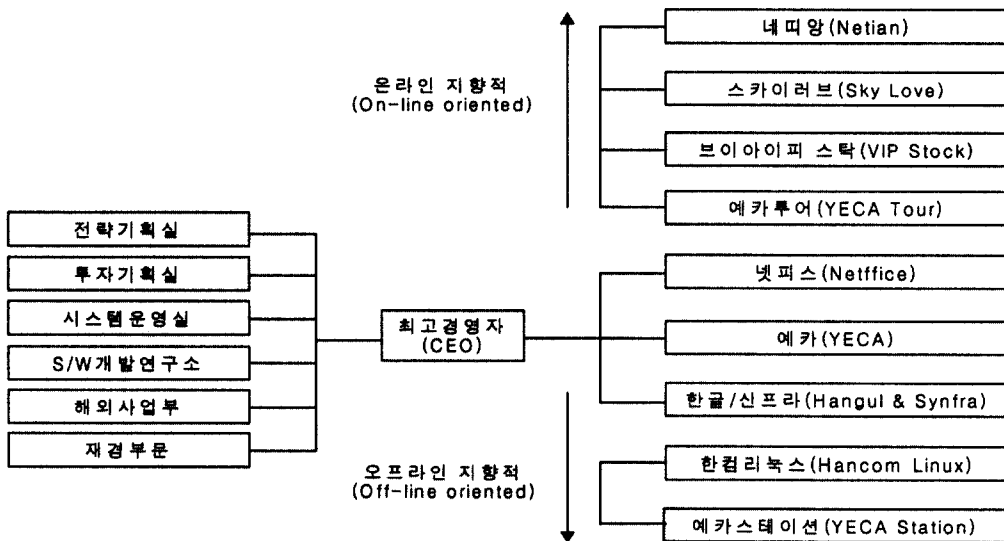 네띠앙(Netian)
온라인 지향적
(On-line oriented)
스카이러브(Sky Love)
브이아이피 스탁(VIP Stock)
예카투어(YECA Tour)
전략기획실
투자기획실
시스템운영실
S/W개발연구소
해외사업부
재경부문
최고경영자
(CEO)
넷피스(Netffice)
예카(YECA)
한글/신프라(Hangul & Synfra)
오프라인 지향적
(Off-line oriented)
한컴리눅스(Hancom Linux)
예카스테이션(YECA Station)